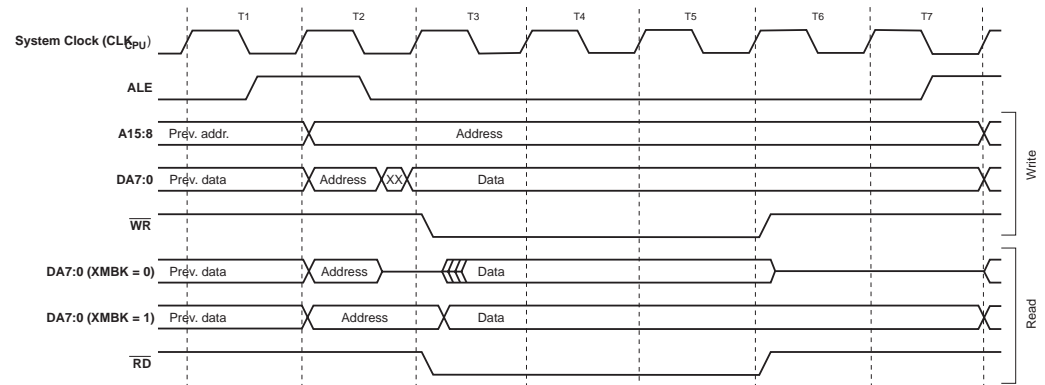 T1 T2 T3 T4 T5 T6 T7
System Clock (CLKCPU)
ALE
A15:8 Prev. addr. Address
DA7:0 Prev. data Address XX Data
WR
Write
DA7:0 (XMBK = 0) Prev. data Address Data
DA7:0 (XMBK = 1) Prev. data Address Data
RD
Read